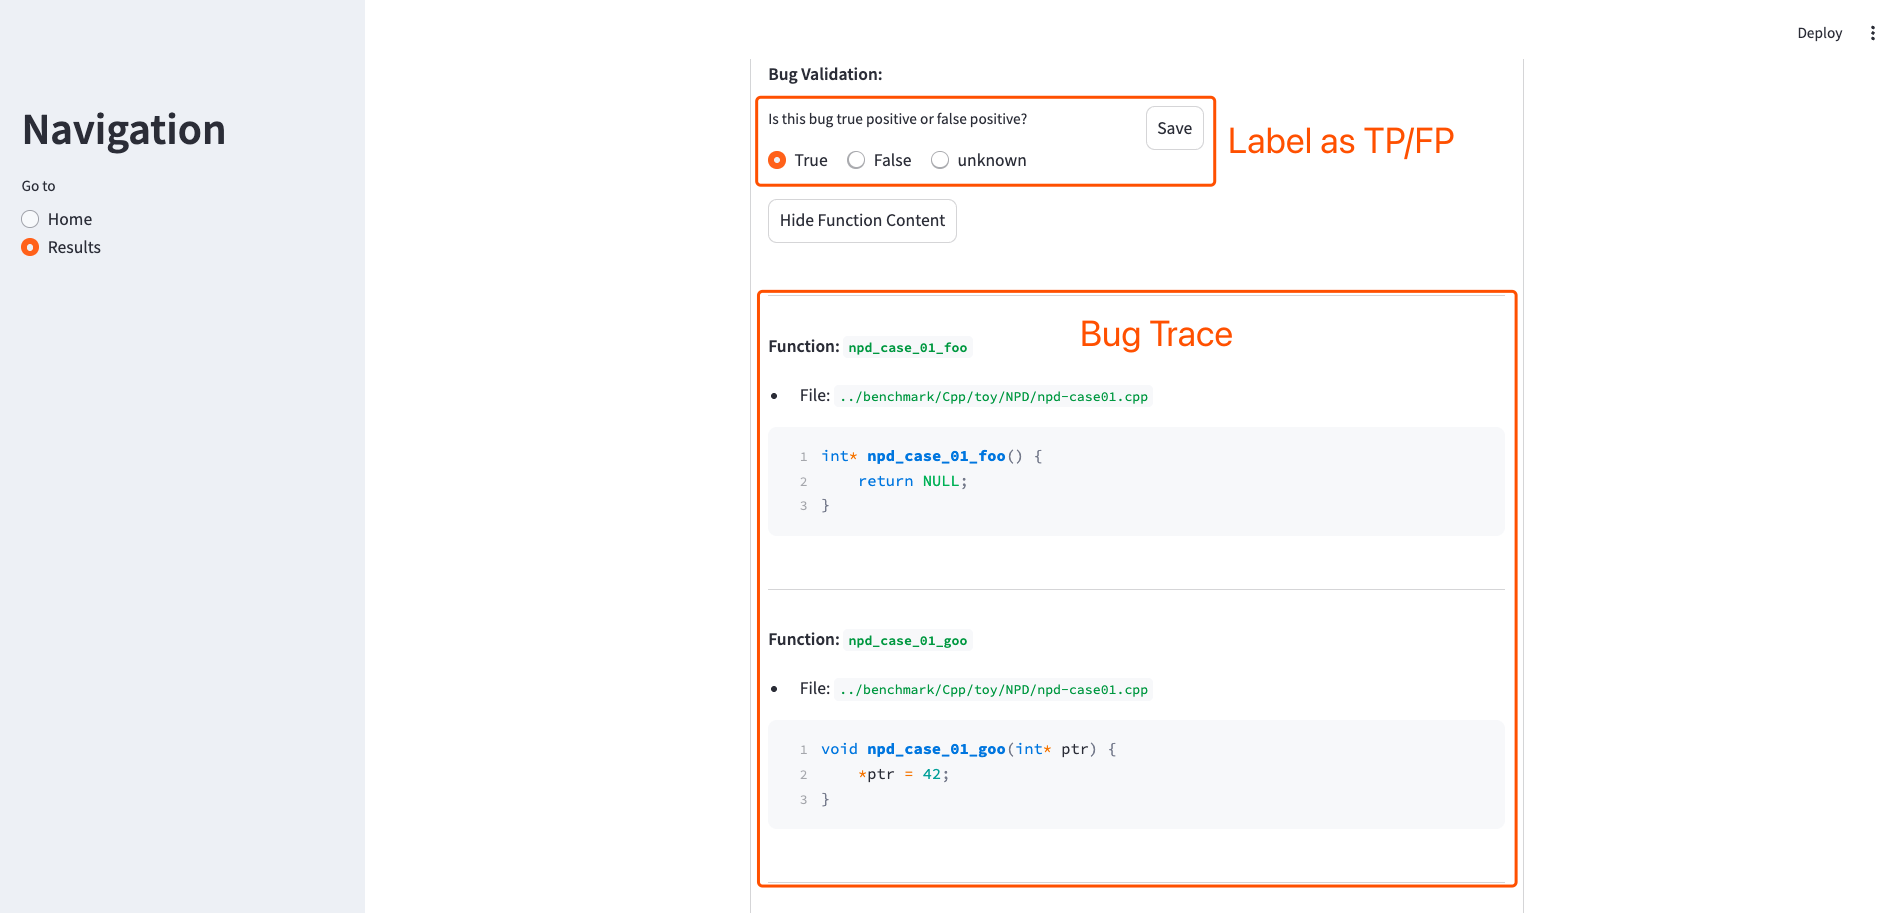 Deploy
Navigation
Go to
Home
Results
Bug Validation:
Is this bug true positive or false positive?
Save
True False unknown
Label as TP/FP
Hide Function Content
Bug Trace
Function: npd_case_01_foo
• File: ../benchmark/Cpp/toy/NPD/npd-case01.cpp
1 int* npd_case_01_foo() {
2     return NULL;
3 }
Function: npd_case_01_goo
• File: ../benchmark/Cpp/toy/NPD/npd-case01.cpp
1 void npd_case_01_goo(int* ptr) {
2     *ptr = 42;
3 }